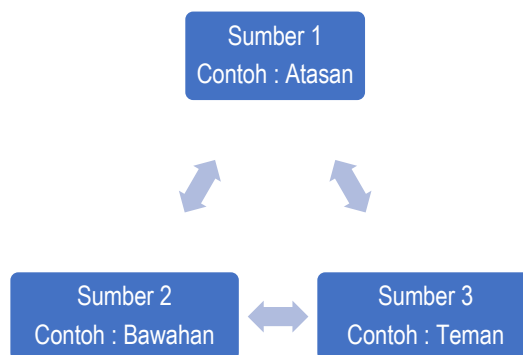 Sumber 1
Contoh : Atasan
Sumber 2
Contoh : Bawahan
Sumber 3
Contoh : Teman